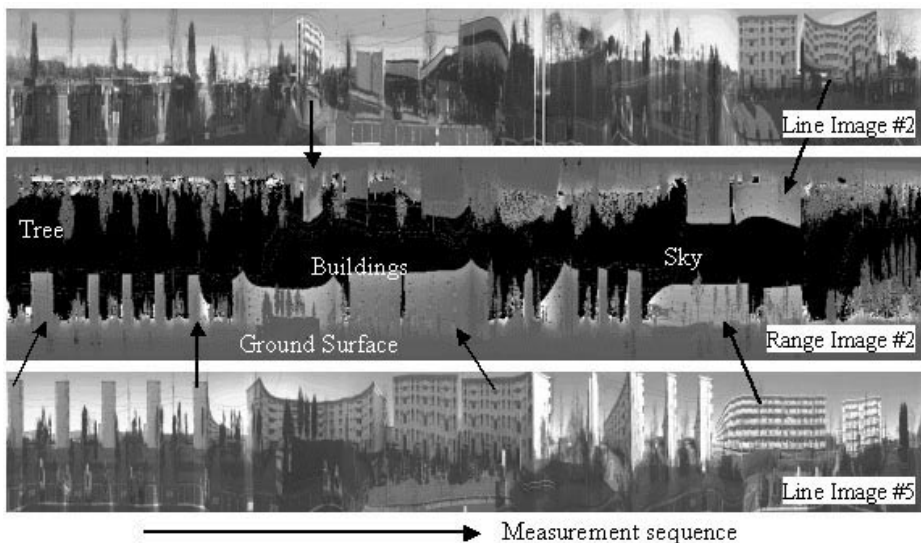 Line Image #2
Tree
Buildings
Sky
Ground Surface
Range Image #2
Line Image #5
Measurement sequence